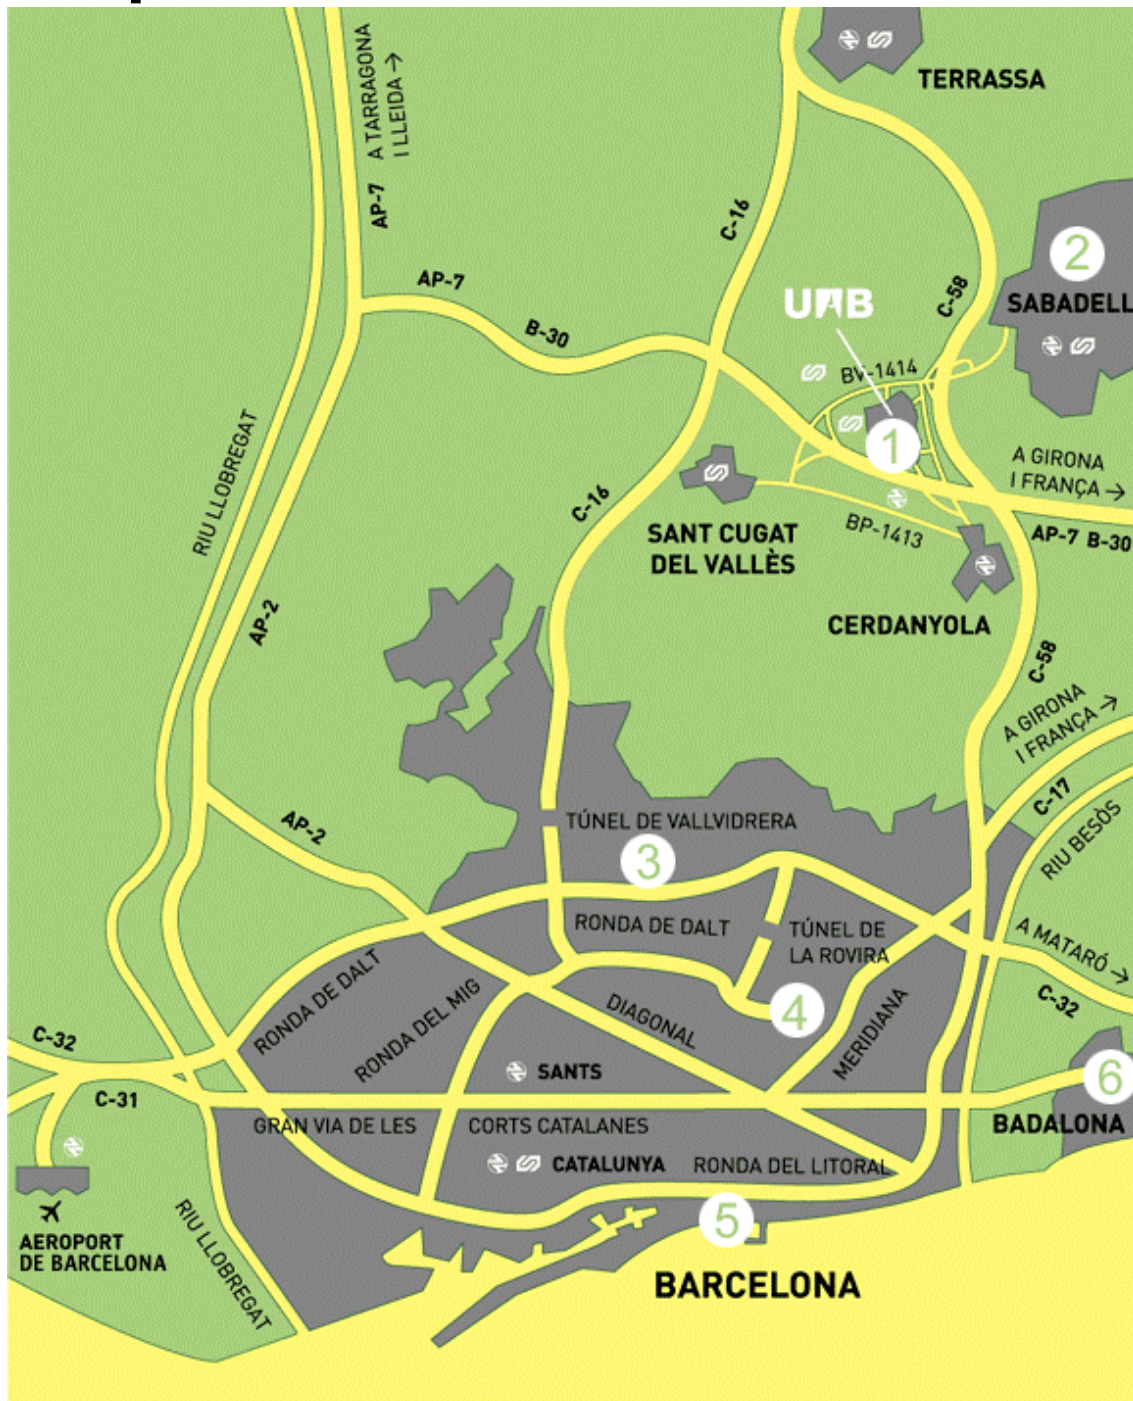 A TARRAGONA
I LLEIDA →
AP-7
TERRASSA
C-16
2
AP-7
C-58
SABADELL
UAB
B-30
BV-1414
RIU LLOBREGAT
1
A GIRONA
I FRANÇA →
C-16
SANT CUGAT
DEL VALLÈS
BP-1413
AP-7 B-30
AP-2
CERDANYOLA
C-58
A GIRONA
I FRANÇA →
C-17
AP-2
TÚNEL DE VALLVIDRERA
RIU BESÒS
3
RONDA DE DALT
TÚNEL DE
LA ROVIRA
A MATARÓ →
RONDA DE DALT
RONDA DEL MIG
DIAGONAL
4
MERIDIANA
C-32
C-32
SANTS
6
C-31
GRAN VIA DE LES
CORTS CATALANES
BADALONA
CATALUNYA
RONDA DEL LITORAL
5
AEROPORT
DE BARCELONA
RIU LLOBREGAT
BARCELONA